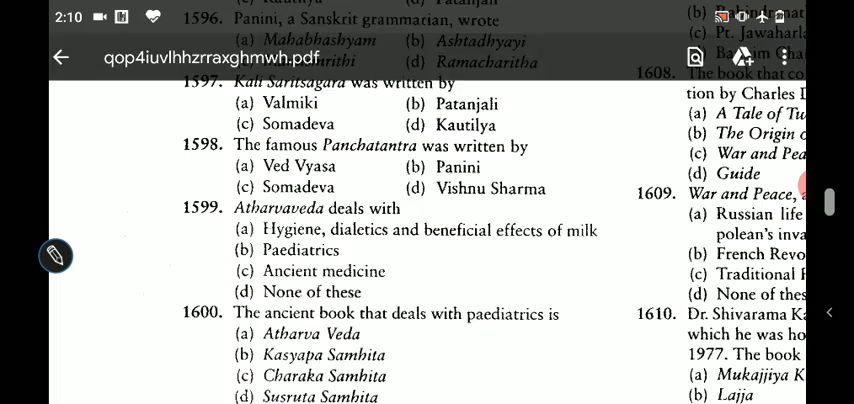 2:10
qop4iuvlhhzrraxghmwh.pdf
1596. Panini, a Sanskrit grammarian, wrote
(a) Mahabhashyam (b) Ashtadhyayi
(d) Ramacharitha
1597. Kali Saritsagara was written by
(a) Valmiki (b) Patanjali
(c) Somadeva (d) Kautilya
1598. The famous Panchatantra was written by
(a) Ved Vyasa (b) Panini
(c) Somadeva (d) Vishnu Sharma
1599. Atharvaveda deals with
(a) Hygiene, dialetics and beneficial effects of milk
(b) Paediatrics
(c) Ancient medicine
(d) None of these
1600. The ancient book that deals with paediatrics is
(a) Atharva Veda
(b) Kasyapa Samhita
(c) Charaka Samhita
(d) Susruta Samhita
(c) Pt. Jawaharl
1608. The book that co
tion by Charles D
(a) A Tale of Tw
(b) The Origin o
(c) War and Pea
(d) Guide
1609. War and Peace,
(a) Russian life
polean's inva
(b) French Revo
(c) Traditional
(d) None of thes
1610. Dr. Shivarama Ka
which he was ho
1977. The book
(a) Mukajjiya K
(b) Lajja